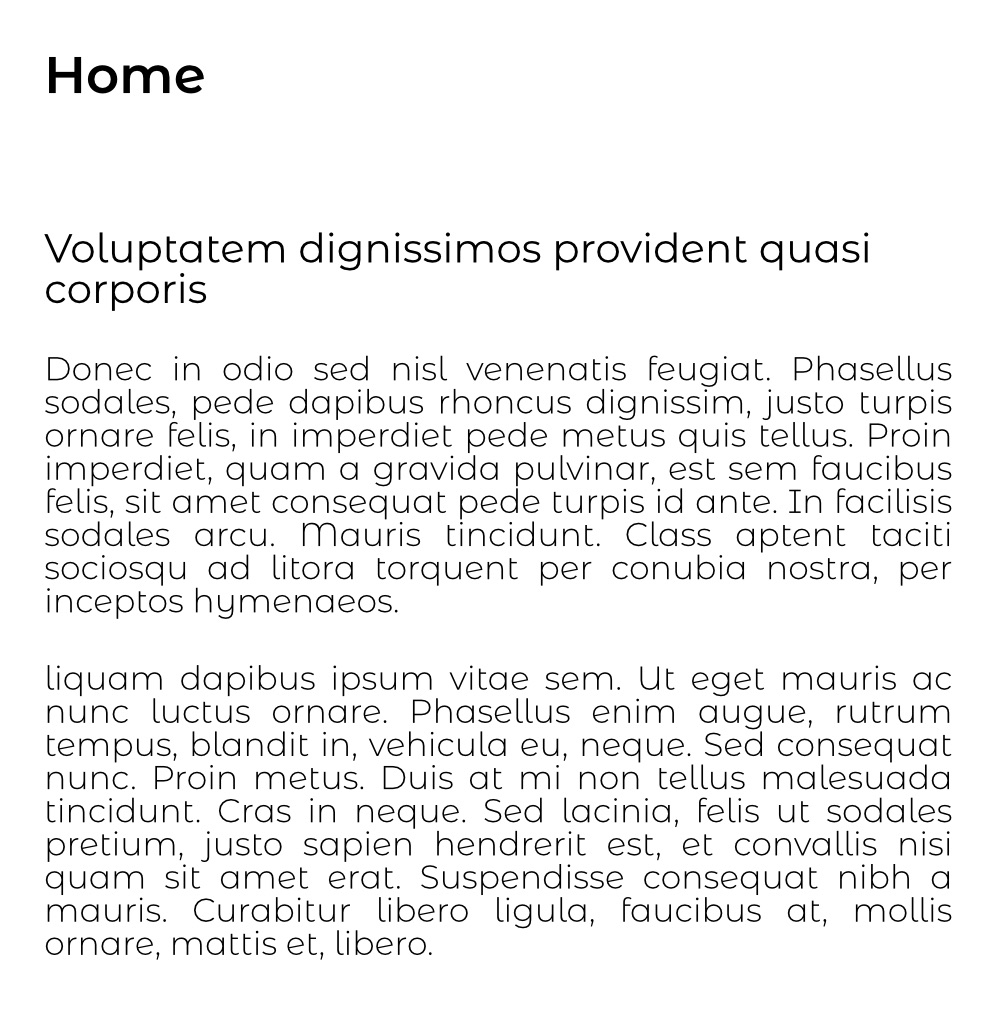 Home
Voluptatem dignissimos provident quasi
corporis
Donec in odio sed nisl venenatis feugiat. Phasellus
sodales, pede dapibus rhoncus dignissim, justo turpis
ornare felis, in imperdiet pede metus quis tellus. Proin
imperdiet, quam a gravida pulvinar, est sem faucibus
felis, sit amet consequat pede turpis id ante. In facilisis
sodales arcu. Mauris tincidunt. Class aptent taciti
sociosqu ad litora torquent per conubia nostra, per
inceptos hymenaeos.
liquam dapibus ipsum vitae sem. Ut eget mauris ac
nunc luctus ornare. Phasellus enim augue, rutrum
tempus, blandit in, vehicula eu, neque. Sed consequat
nunc. Proin metus. Duis at mi non tellus malesuada
tincidunt. Cras in neque. Sed lacinia, felis ut sodales
pretium, justo sapien hendrerit est, et convallis nisi
quam sit amet erat. Suspendisse consequat nibh a
mauris. Curabitur libero ligula, faucibus at, mollis
ornare, mattis et, libero.